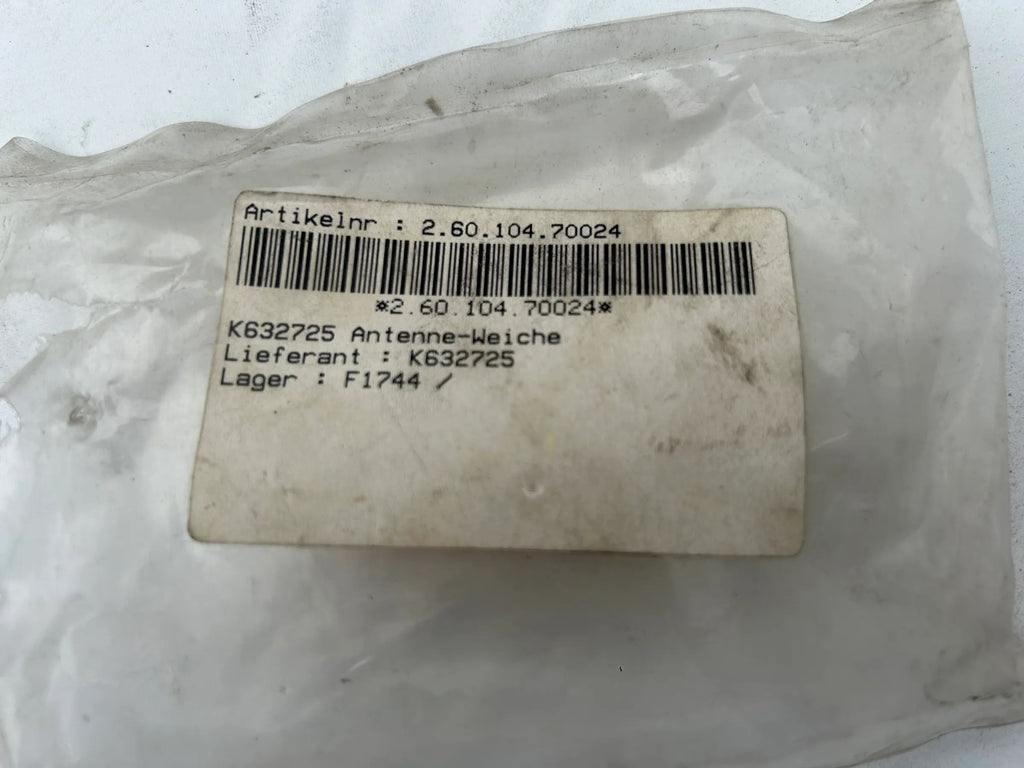 Artikelnr : 2.60.104.70024
*2.60.104.70024*
K632725 Antenne-Weiche
Lieferant : K632725
Lager : F1744 /